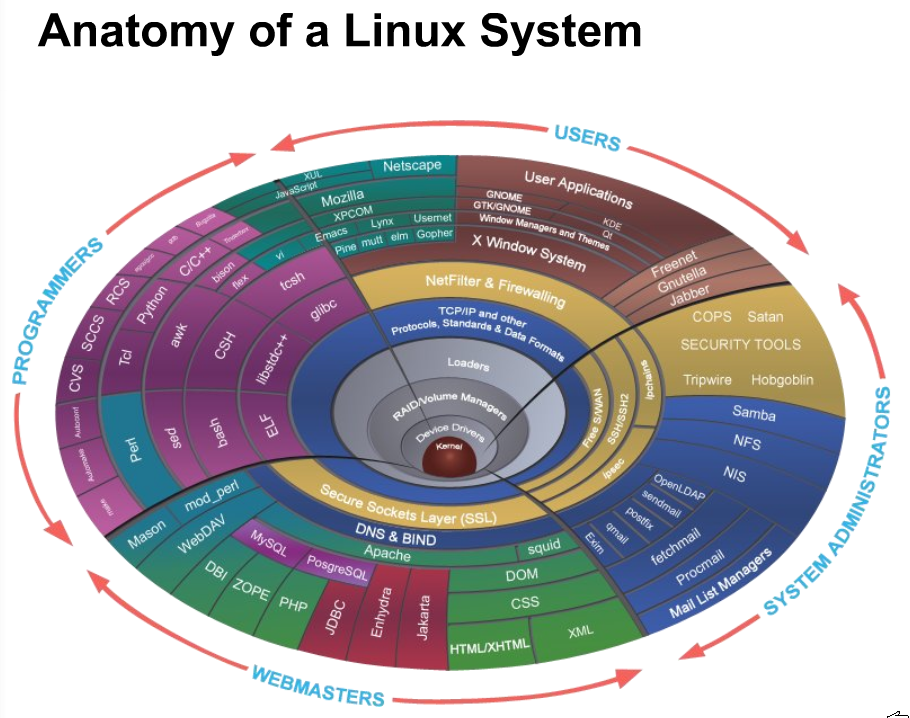 Anatomy of a Linux System
USERS
PROGRAMMERS
SYSTEM ADMINISTRATORS
WEBMASTERS
XUL
Netscape
JavaScript
Mozilla
XPCOM
Emacs
Lynx
Usernet
vi
Pine
mutt
elm
Gopher
User Applications
GNOME
KDE
GTK/GNOME
Qt
Window Managers and Themes
X Window System
Freenet
Gnutella
Jabber
NetFilter & Firewalling
TCP/IP and other
Protocols, Standards & Data Formats
Loaders
RAID/Volume Managers
Device Drivers
Kernel
Free S/WAN
SSH/SSH2
Ipchains
Ipsec
COPS
Satan
SECURITY TOOLS
Tripwire
Hobgoblin
Samba
NFS
NIS
OpenLDAP
sendmail
postfix
qmail
Exim
fetchmail
Procmail
Mail List Managers
Secure Sockets Layer (SSL)
DNS & BIND
Apache
squid
DOM
CSS
HTML/XHTML
XML
Mason
mod_perl
WebDAV
MySQL
PosgreSQL
DBI
ZOPE
PHP
JDBC
Enhydra
Jakarta
C/C++
bison
flex
tcsh
glibc
RCS
SCCS
CVS
Python
Tcl
awk
CSH
libstdc++
Autoconf
Automake
make
Perl
sed
bash
ELF